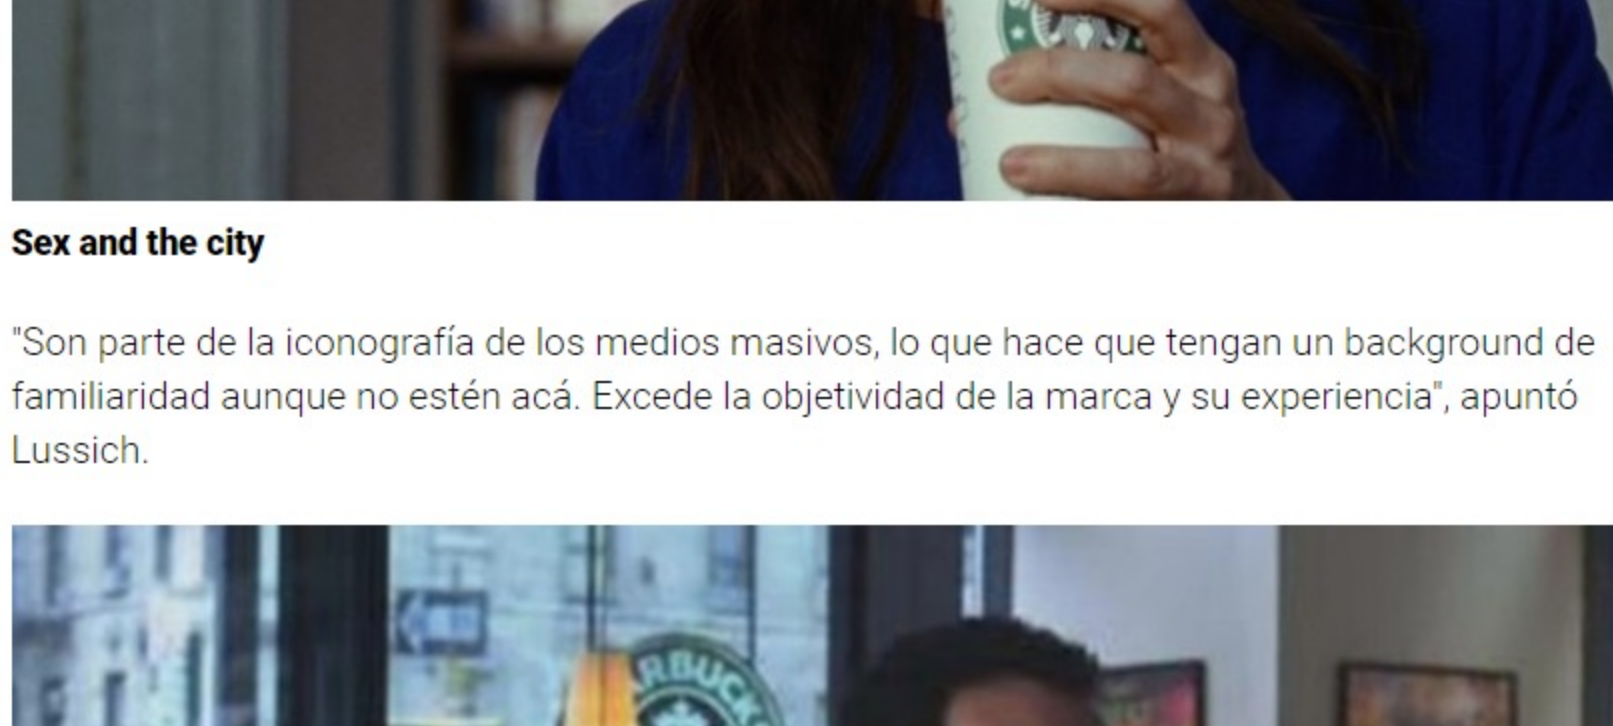 Sex and the city
"Son parte de la iconografía de los medios masivos, lo que hace que tengan un background de
familiaridad aunque no estén acá. Excede la objetividad de la marca y su experiencia", apuntó
Lussich.